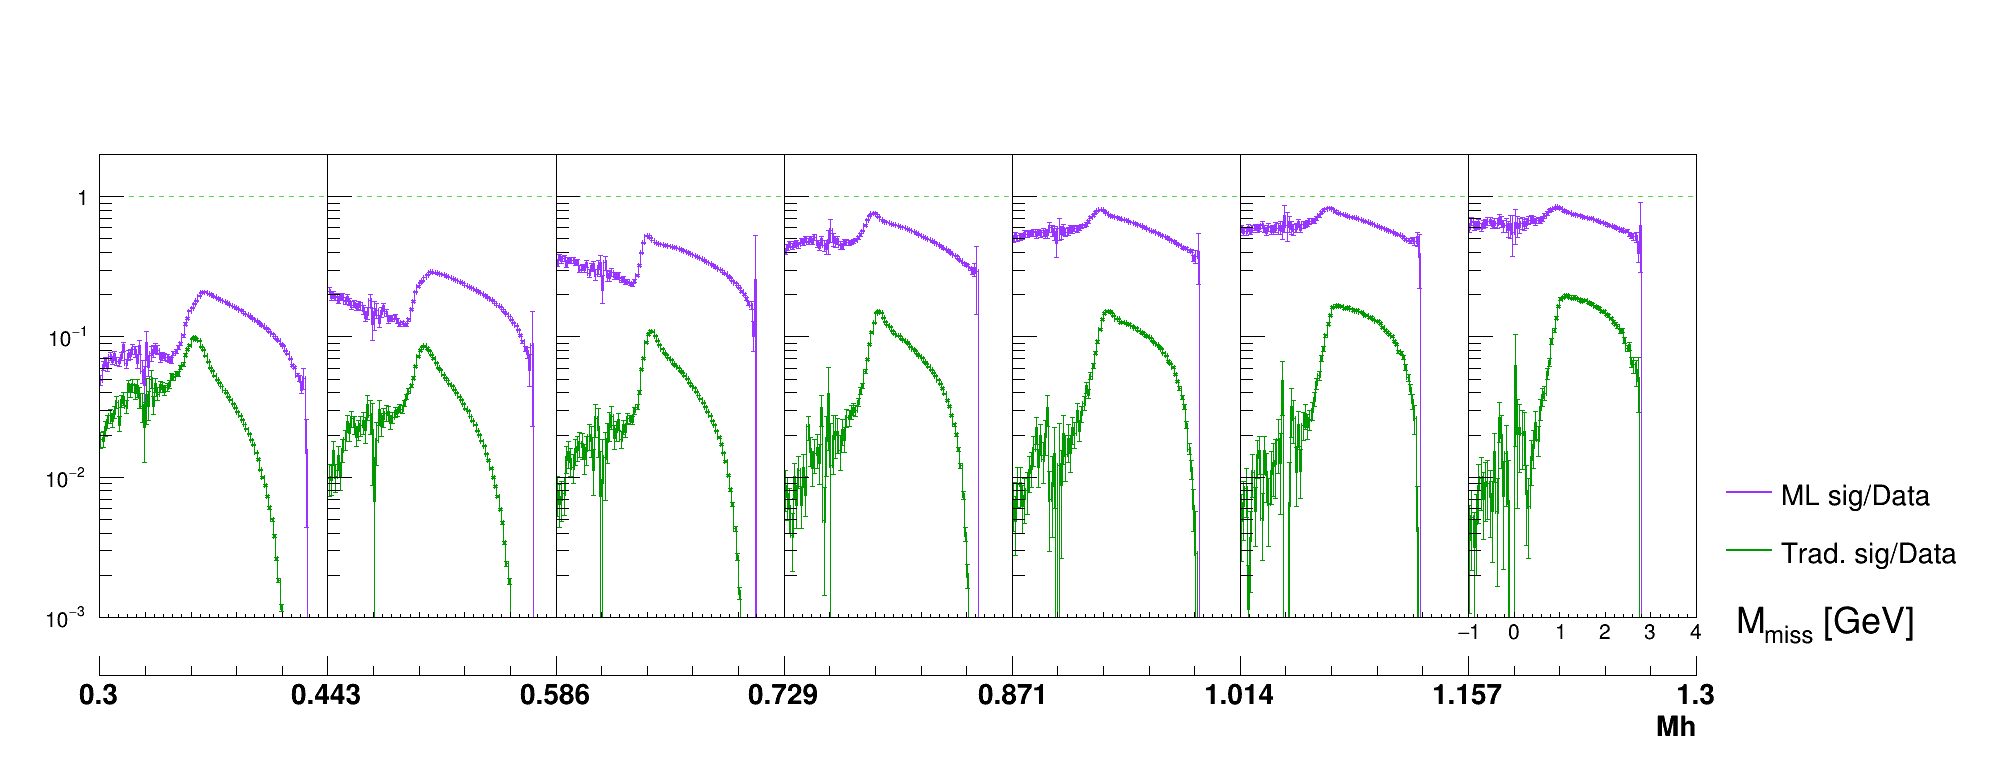 1
10⁻¹
10⁻²
10⁻³
ML sig/Data
Trad. sig/Data
−1 0 1 2 3 4
M_miss [GeV]
0.3 0.443 0.586 0.729 0.871 1.014 1.157 1.3
Mh